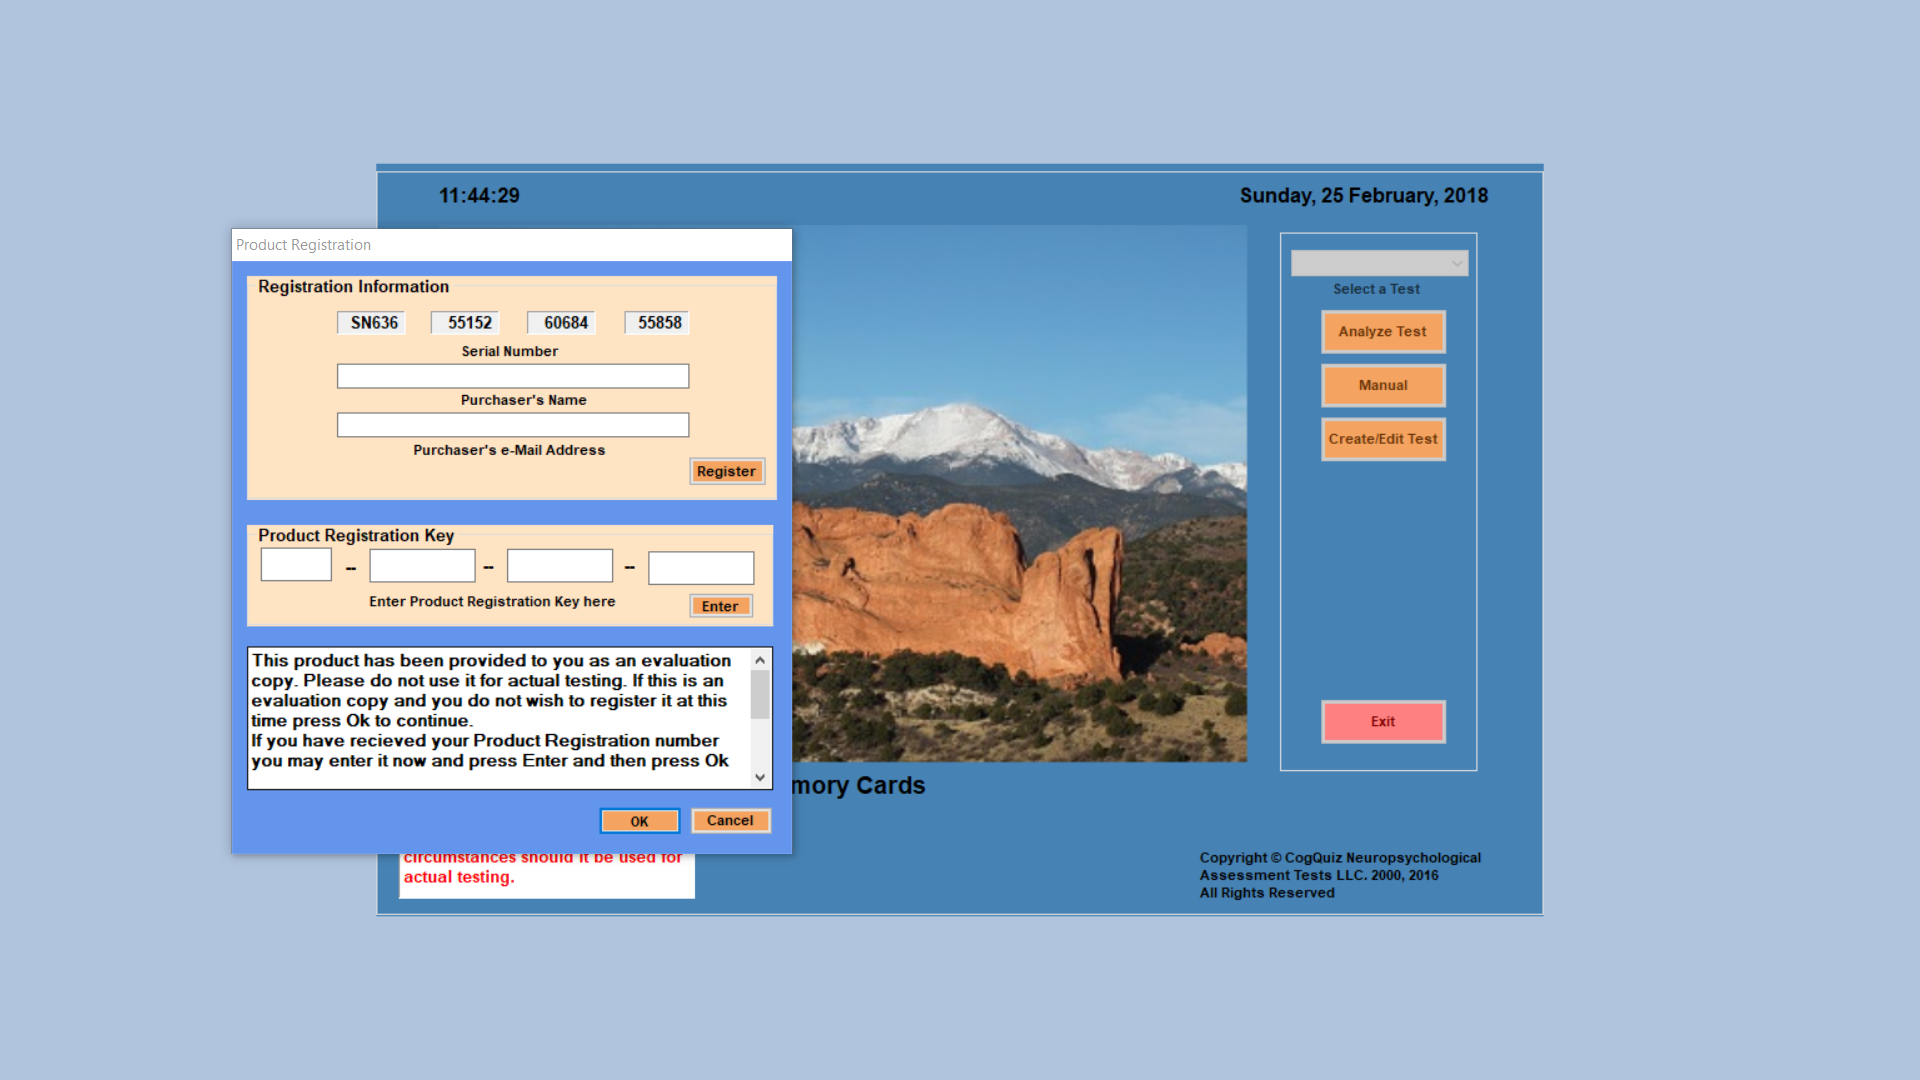 11:44:29
Sunday, 25 February, 2018
Product Registration
Registration Information
SN636 55152 60684 55858
Serial Number
Purchaser's Name
Purchaser's e-Mail Address
Register
Product Registration Key
-- -- --
Enter Product Registration Key here
Enter
This product has been provided to you as an evaluation
copy. Please do not use it for actual testing. If this is an
evaluation copy and you do not wish to register it at this
time press Ok to continue.
If you have recieved your Product Registration number
you may enter it now and press Enter and then press Ok
OK
Cancel
Select a Test
Analyze Test
Manual
Create/Edit Test
Exit
mory Cards
circumstances should it be used for
actual testing.
Copyright © CogQuiz Neuropsychological
Assessment Tests LLC. 2000, 2016
All Rights Reserved